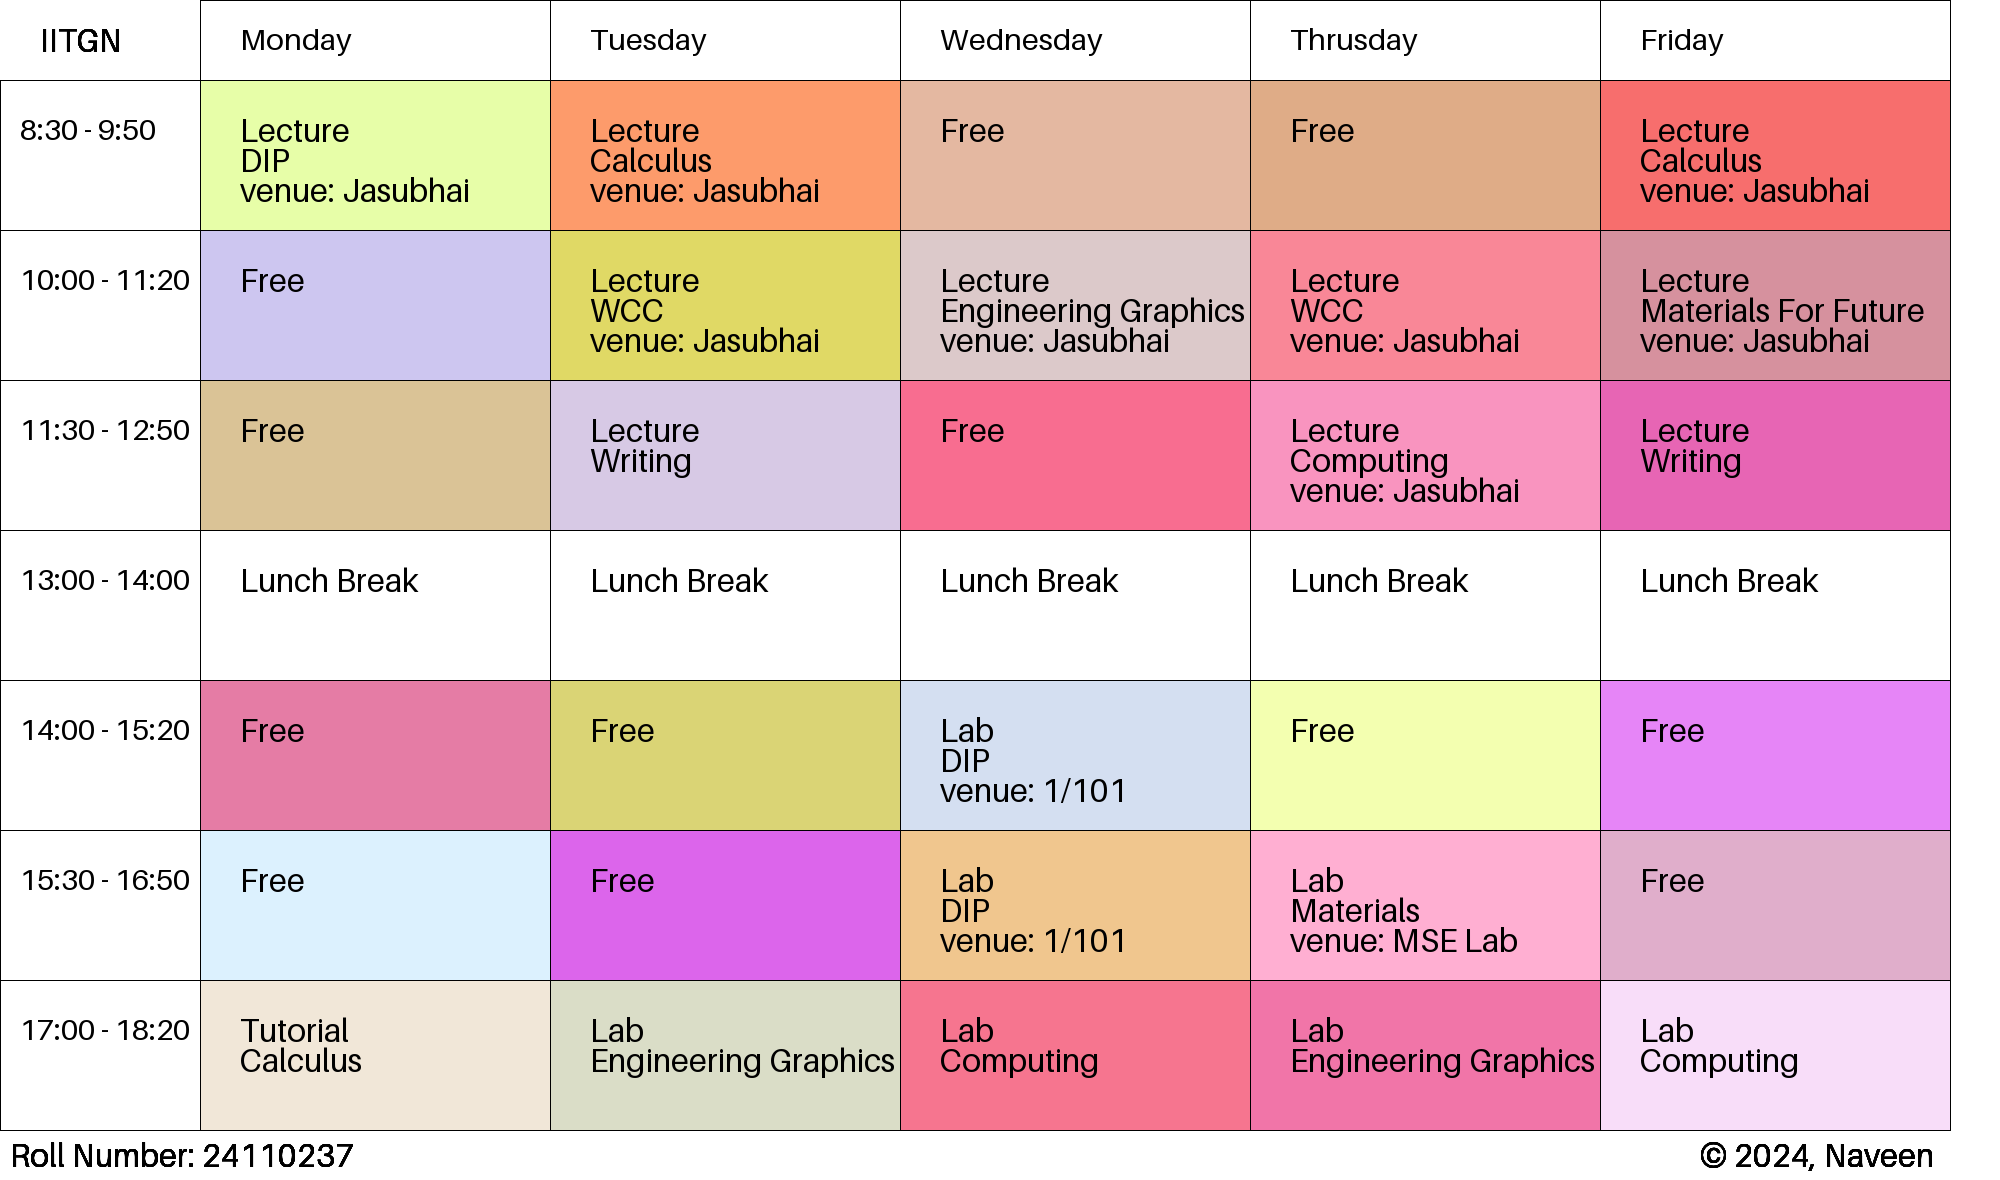 IITGN Monday Tuesday Wednesday Thrusday Friday
8:30 - 9:50
Lecture
DIP
venue: Jasubhai
Lecture
Calculus
venue: Jasubhai
Free
Free
Lecture
Calculus
venue: Jasubhai
10:00 - 11:20
Free
Lecture
WCC
venue: Jasubhai
Lecture
Engineering Graphics
venue: Jasubhai
Lecture
WCC
venue: Jasubhai
Lecture
Materials For Future
venue: Jasubhai
11:30 - 12:50
Free
Lecture
Writing
Free
Lecture
Computing
venue: Jasubhai
Lecture
Writing
13:00 - 14:00
Lunch Break
Lunch Break
Lunch Break
Lunch Break
Lunch Break
14:00 - 15:20
Free
Free
Lab
DIP
venue: 1/101
Free
Free
15:30 - 16:50
Free
Free
Lab
DIP
venue: 1/101
Lab
Materials
venue: MSE Lab
Free
17:00 - 18:20
Tutorial
Calculus
Lab
Engineering Graphics
Lab
Computing
Lab
Engineering Graphics
Lab
Computing
Roll Number: 24110237
© 2024, Naveen